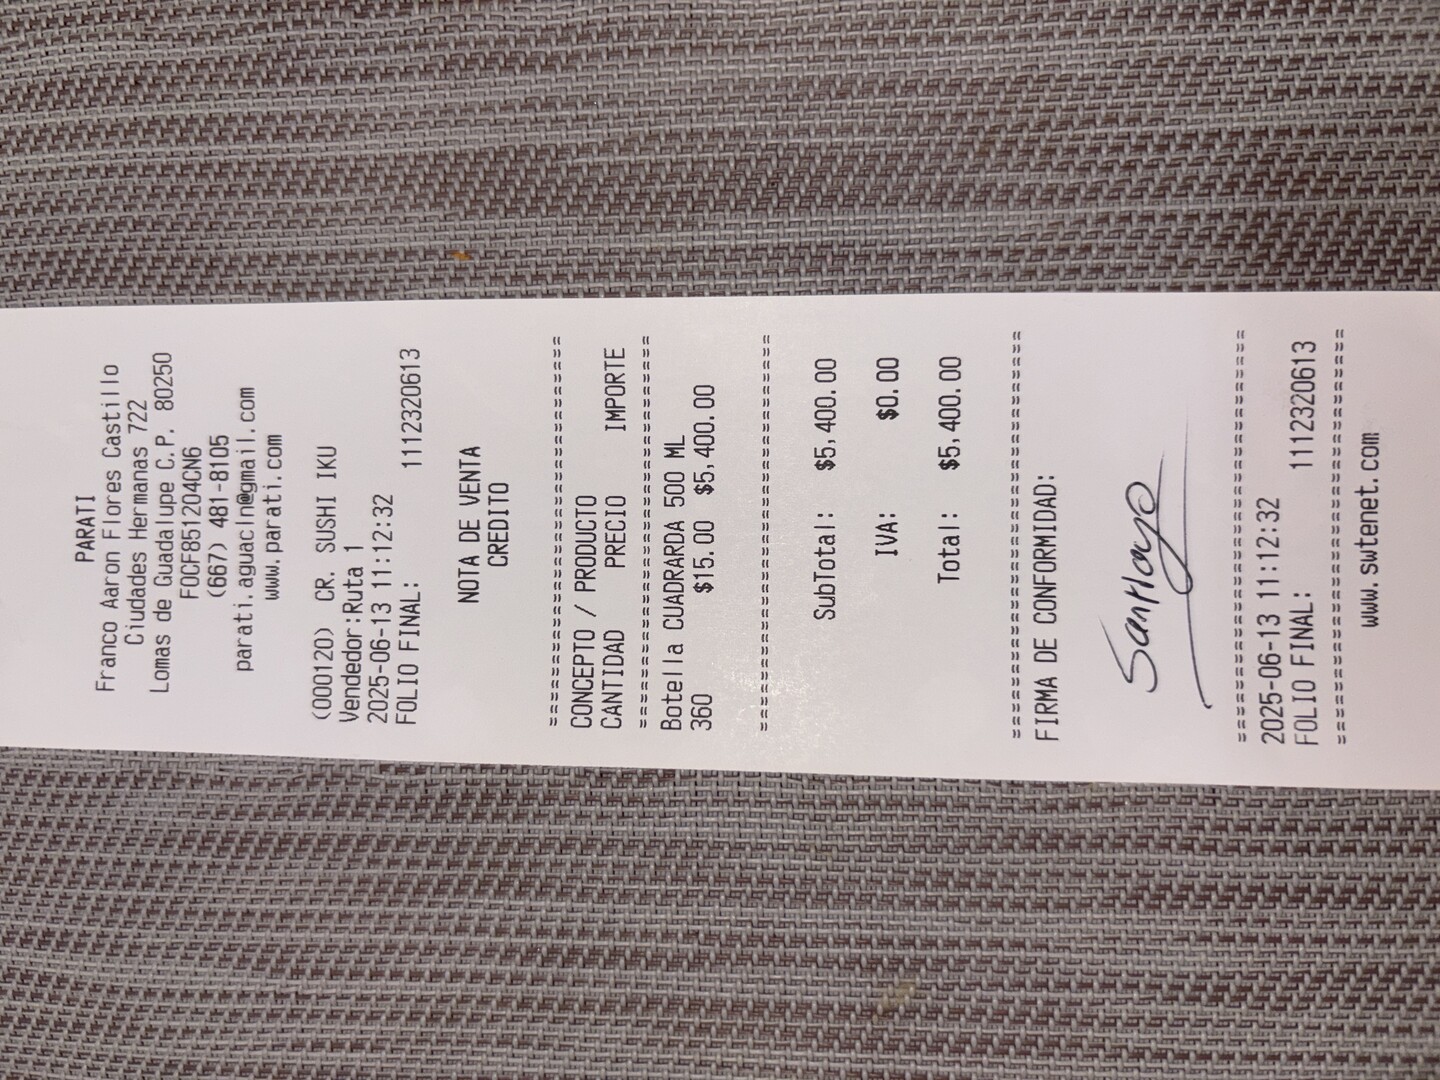 PARATI
Franco Aaron Flores Castillo
Ciudades Hermanas 722
Lomas de Guadalupe C.P. 80250
FOCF851204CN6
(667) 481-8105
parati.aguacln@gmail.com
www.parati.com
(000120) CR. SUSHI IKU
Vendedor:Ruta 1
2025-06-13 11:12:32
FOLIO FINAL: 1112320613
NOTA DE VENTA
CREDITO
==============================
CONCEPTO / PRODUCTO
CANTIDAD PRECIO IMPORTE
==============================
Botella CUADRARDA 500 ML
360 $15.00 $5,400.00
==============================
SubTotal: $5,400.00
IVA: $0.00
Total: $5,400.00
==============================
FIRMA DE CONFORMIDAD:
Santiago
==============================
2025-06-13 11:12:32
FOLIO FINAL: 1112320613
==============================
www.swtenet.com